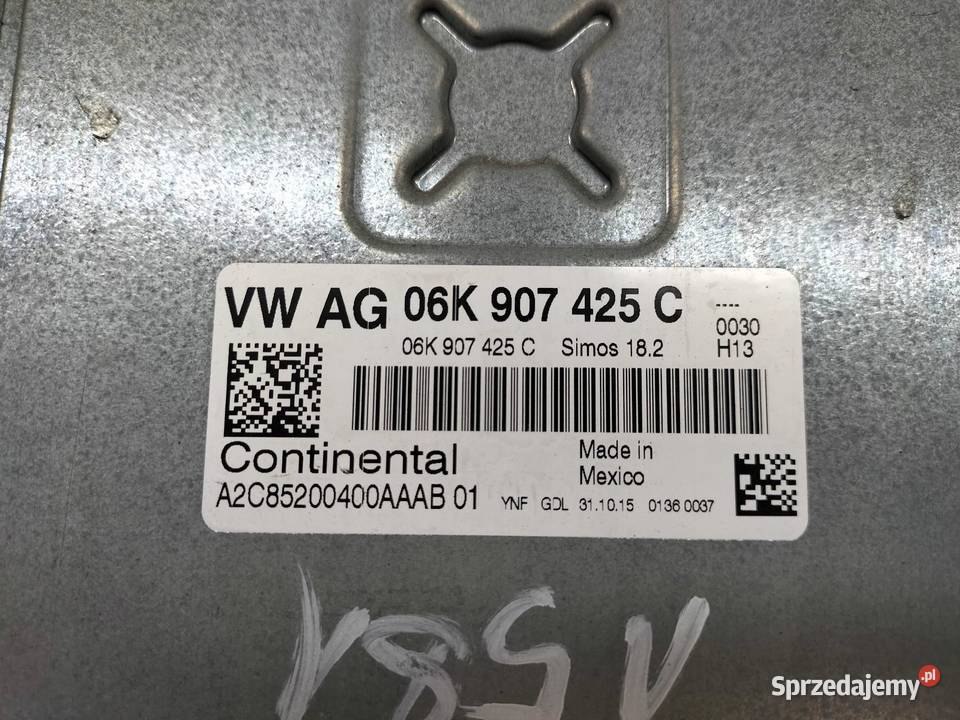 VW AG 06K 907 425 C ----
0030
06K 907 425 C Simos 18.2 H13
Continental
Made in
Mexico
A2C85200400AAAB 01 YNF GDL 31.10.15 0136 0037
Sprzedajemy.pl